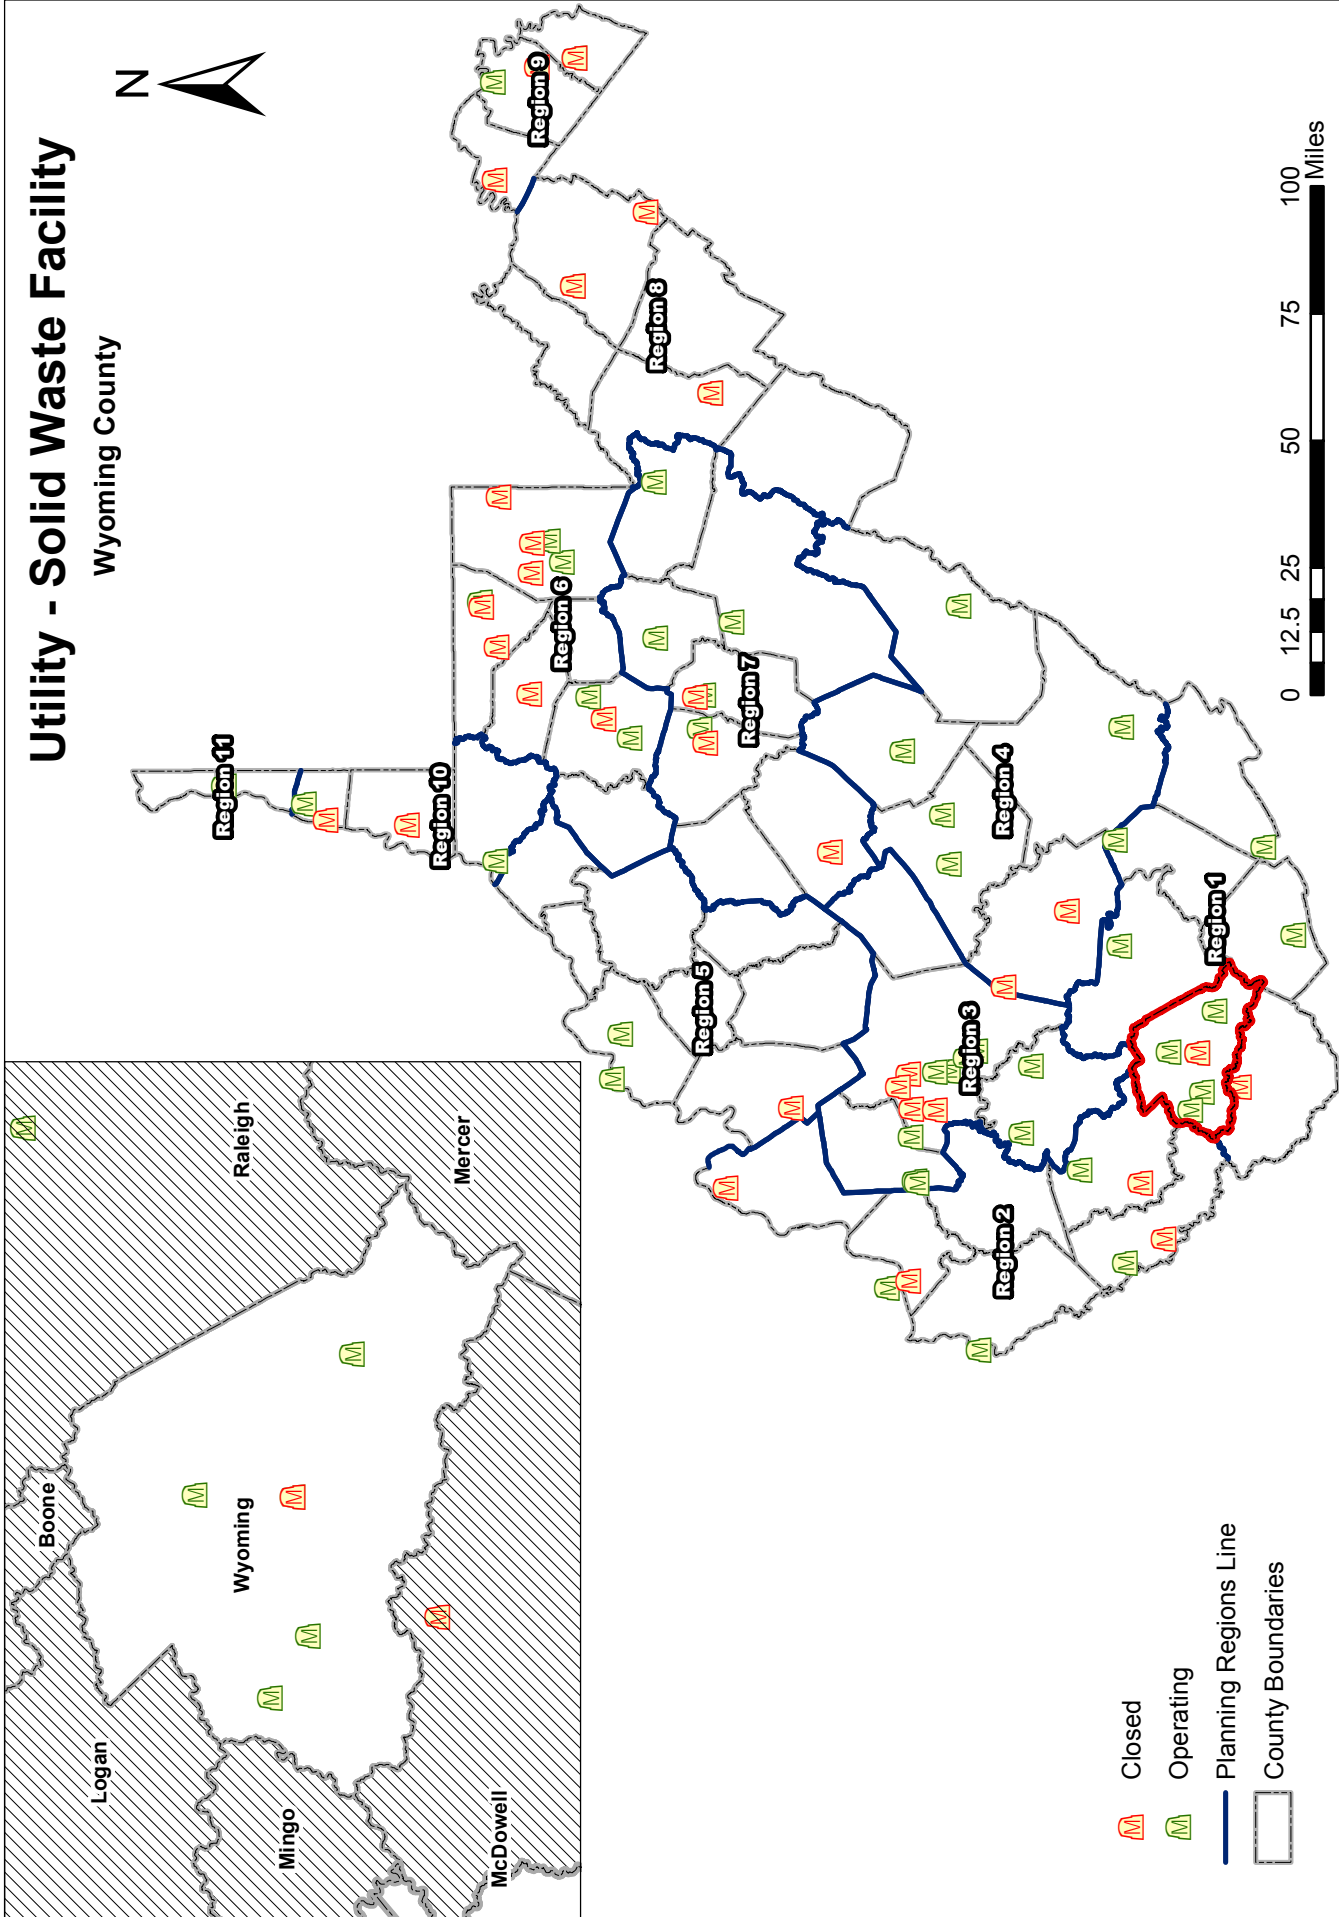 Utility - Solid Waste Facility
Wyoming County
N
Logan
Boone
Raleigh
Mingo
Wyoming
Mercer
McDowell
Region 11
Region 10
Region 9
Region 6
Region 8
Region 5
Region 7
Region 3
Region 4
Region 2
Region 1
Closed
Operating
Planning Regions Line
County Boundaries
0 12.5 25 50 75 100
Miles